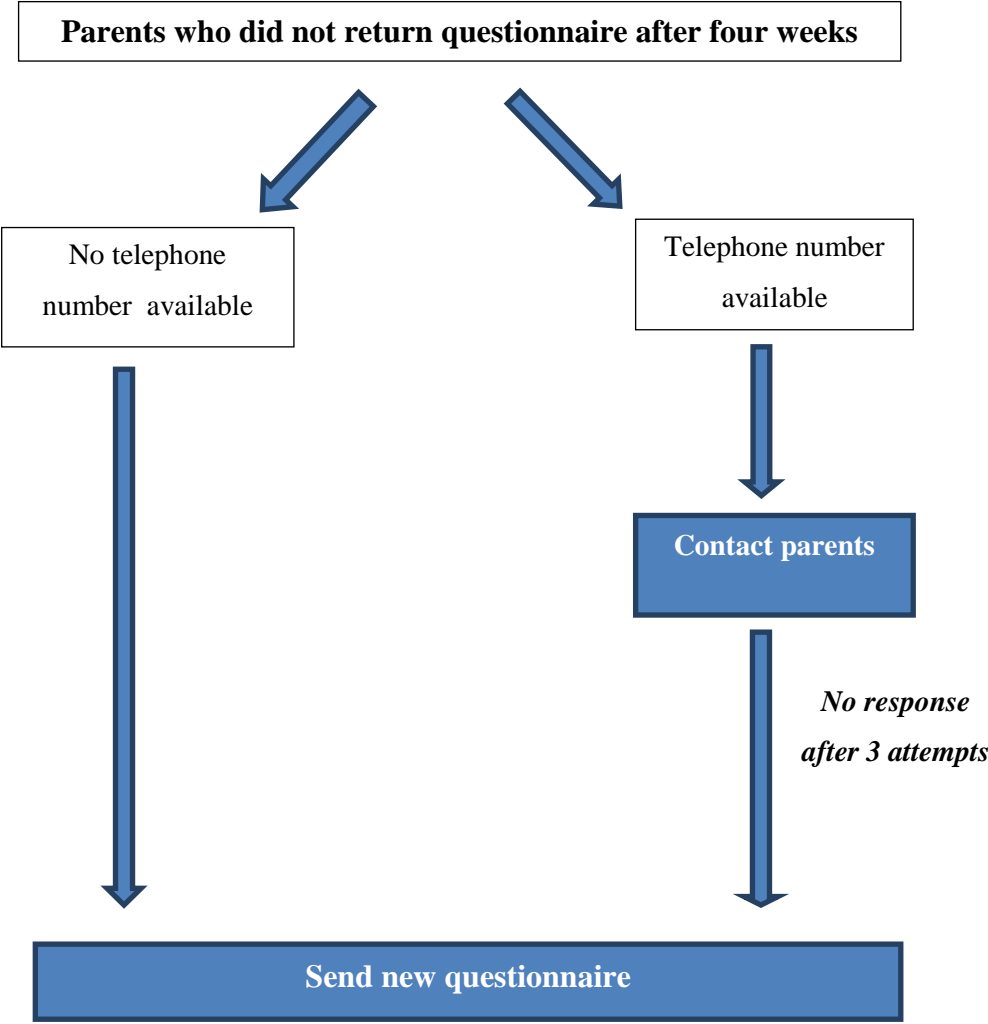 Parents who did not return questionnaire after four weeks
No telephone
number  available
Telephone number
available
Contact parents
No response
after 3 attempts
Send new questionnaire